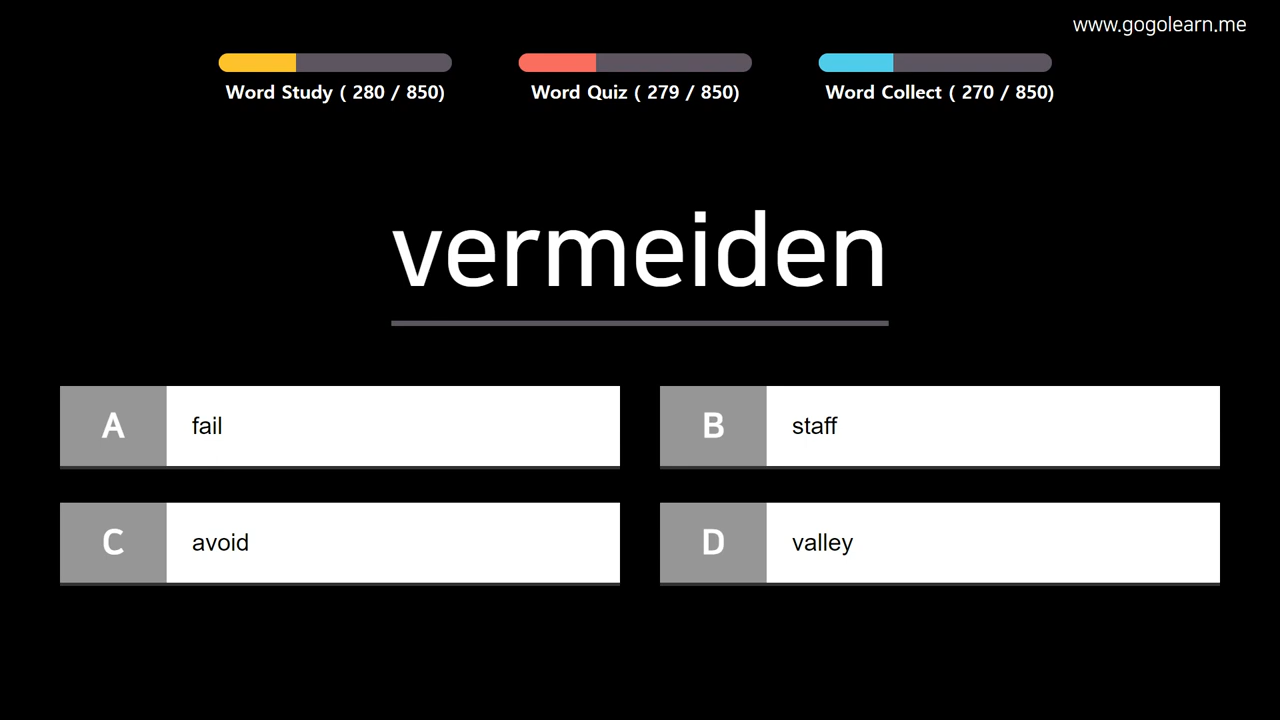 www.gogolearn.me
Word Study ( 280 / 850)
Word Quiz ( 279 / 850)
Word Collect ( 270 / 850)
vermeiden
A fail
B staff
C avoid
D valley